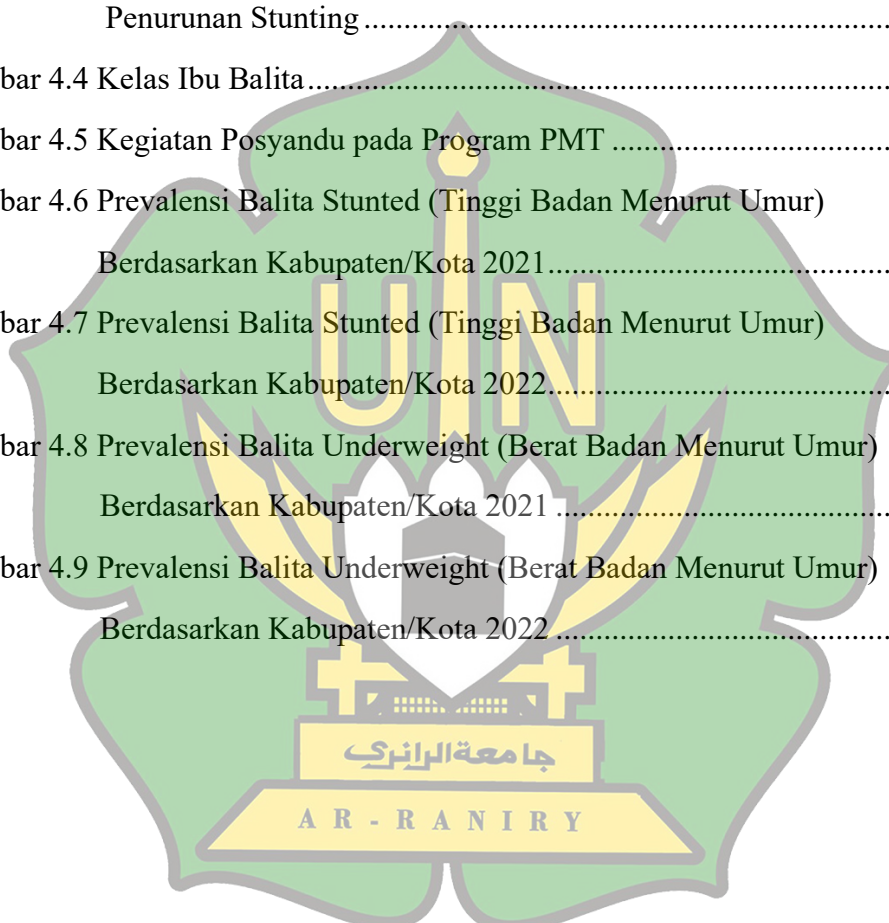 Penurunan Stunting ....................................................................
bar 4.4 Kelas Ibu Balita............................................................................
bar 4.5 Kegiatan Posyandu pada Program PMT ...................................
bar 4.6 Prevalensi Balita Stunted (Tinggi Badan Menurut Umur)
Berdasarkan Kabupaten/Kota 2021...........................................
bar 4.7 Prevalensi Balita Stunted (Tinggi Badan Menurut Umur)
Berdasarkan Kabupaten/Kota 2022...........................................
bar 4.8 Prevalensi Balita Underweight (Berat Badan Menurut Umur)
Berdasarkan Kabupaten/Kota 2021 ..........................................
bar 4.9 Prevalensi Balita Underweight (Berat Badan Menurut Umur)
Berdasarkan Kabupaten/Kota 2022 ..........................................
UIN
جامعةالرانري
AR-RANIRY